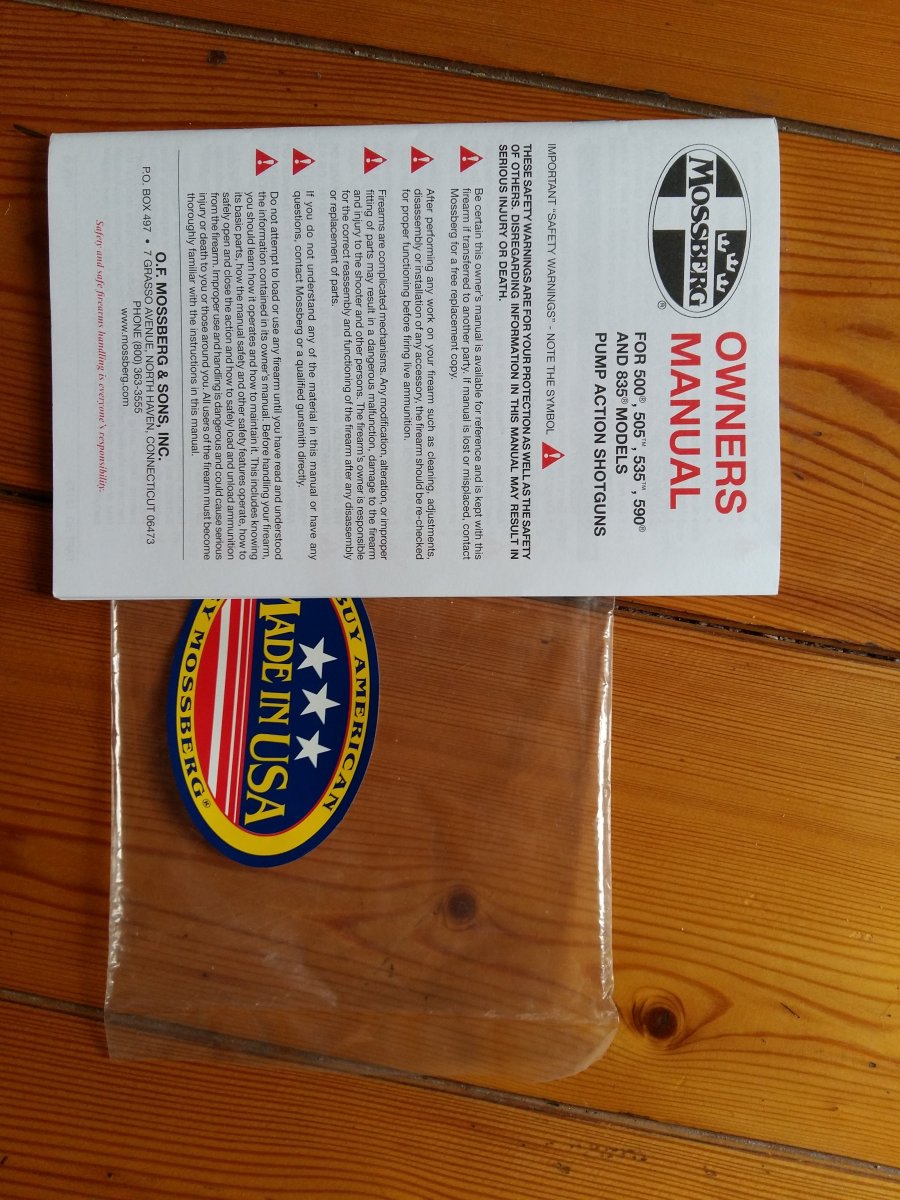 MOSSBERG
®
OWNERS
MANUAL
FOR 500®, 505™, 535™, 590®
AND 835® MODELS
PUMP ACTION SHOTGUNS
IMPORTANT "SAFETY WARNINGS" - NOTE THE SYMBOL
THESE SAFETY WARNINGS ARE FOR YOUR PROTECTION AS WELL AS THE SAFETY
OF OTHERS. DISREGARDING INFORMATION IN THIS MANUAL MAY RESULT IN
SERIOUS INJURY OR DEATH.
Be certain this owner's manual is available for reference and is kept with this
firearm if transferred to another party. If manual is lost or misplaced, contact
Mossberg for a free replacement copy.
After performing any work on your firearm such as cleaning, adjustments,
disassembly or installation of any accessory, the firearm should be re-checked
for proper functioning before firing live ammunition.
Firearms are complicated mechanisms. Any modification, alteration, or improper
fitting of parts may result in a dangerous malfunction, damage to the firearm
and injury to the shooter and other persons. The firearm's owner is responsible
for the correct reassembly and functioning of the firearm after any disassembly
or replacement of parts.
If you do not understand any of the material in this manual or have any
questions, contact Mossberg or a qualified gunsmith directly.
Do not attempt to load or use any firearm until you have read and understood
the information contained in its owner's manual. Before handling your firearm,
you should learn how it operates and how to maintain it. This includes knowing
its basic parts, how the manual safety and other safety features operate, how to
safely open and close the action and how to safely load and unload ammunition
from the firearm. Improper use and handling is dangerous and could cause serious
injury or death to you or those around you. All users of the firearm must become
thoroughly familiar with the instructions in this manual.
O.F. MOSSBERG & SONS, INC.
P.O. BOX 497 • 7 GRASSO AVENUE, NORTH HAVEN, CONNECTICUT 06473
PHONE (800) 363-3555
www.mossberg.com
Safety and safe firearms handling is everyone's responsibility.
BUY AMERICAN
MADE IN USA
BY MOSSBERG®